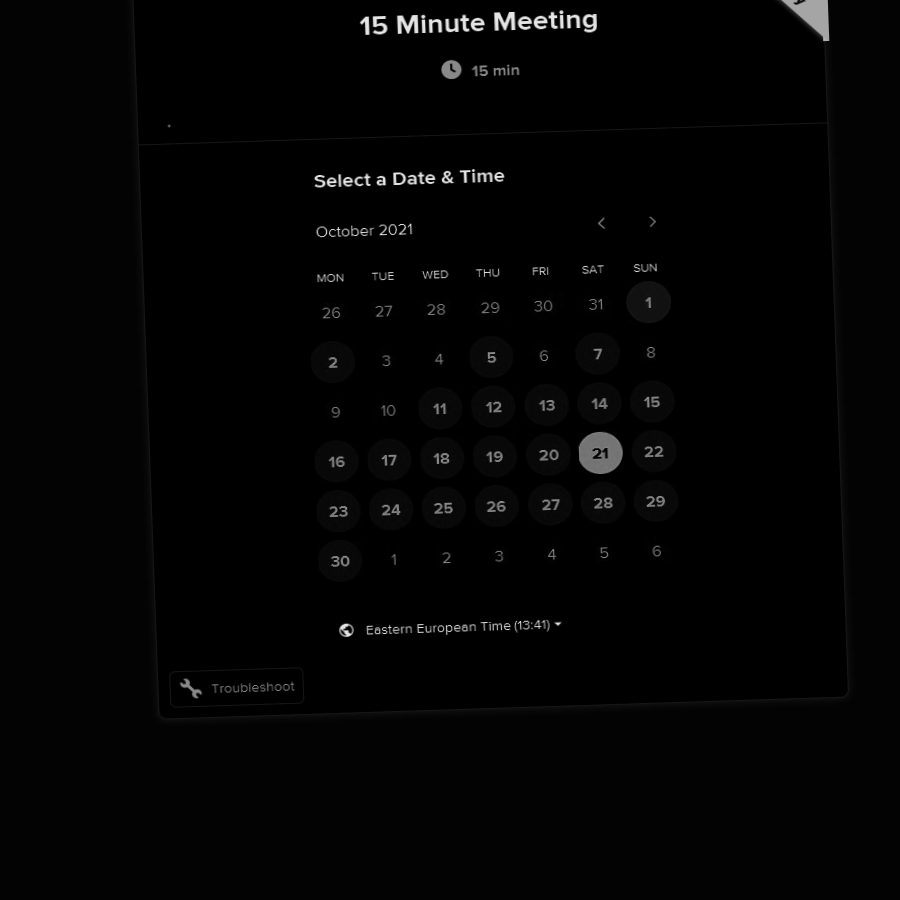 15 Minute Meeting
15 min
Select a Date & Time
October 2021
MON TUE WED THU FRI SAT SUN
26 27 28 29 30 31 1
2 3 4 5 6 7 8
9 10 11 12 13 14 15
16 17 18 19 20 21 22
23 24 25 26 27 28 29
30 1 2 3 4 5 6
Eastern European Time (13:41)
Troubleshoot